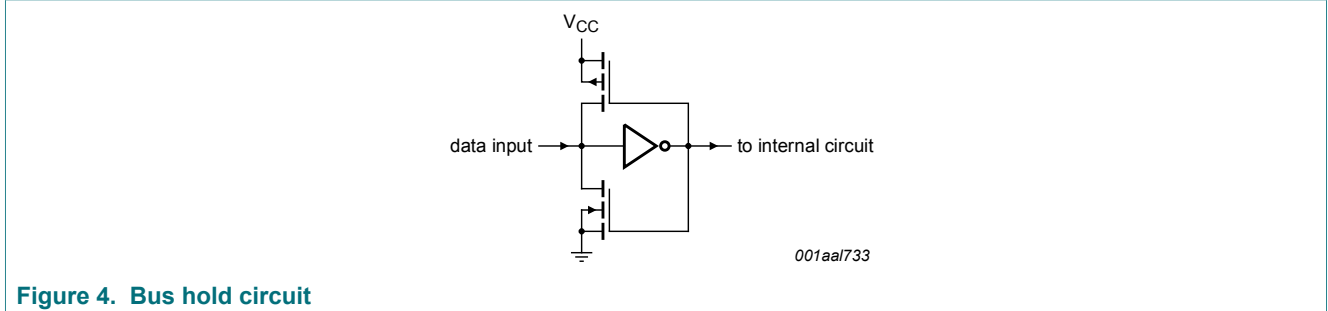 VCC
data input
to internal circuit
001aal733
Figure 4. Bus hold circuit